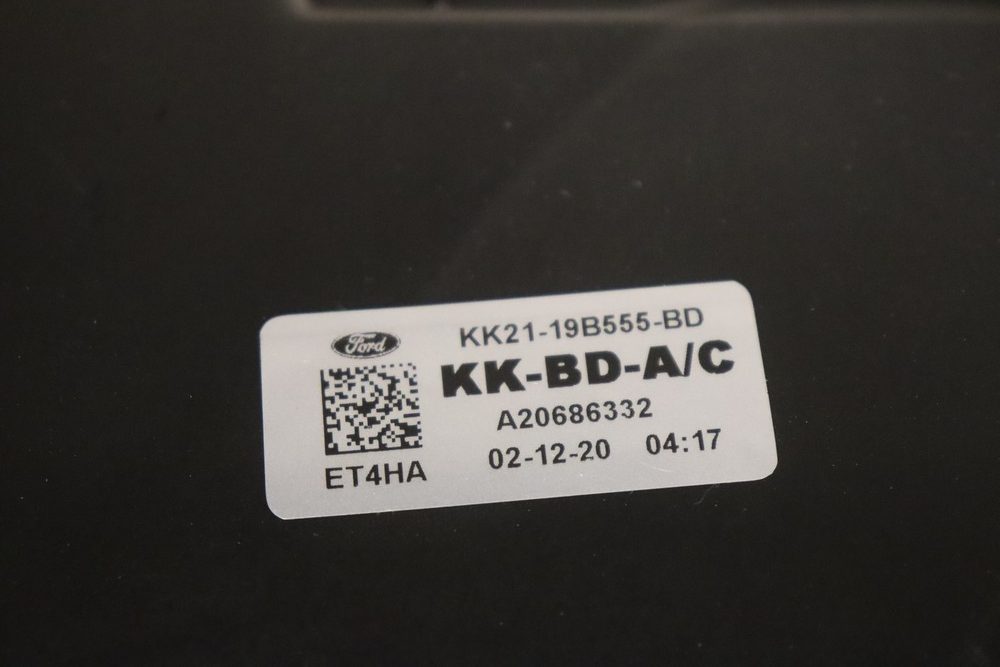 Ford
KK21-19B555-BD
KK-BD-A/C
A20686332
02-12-20 04:17
ET4HA